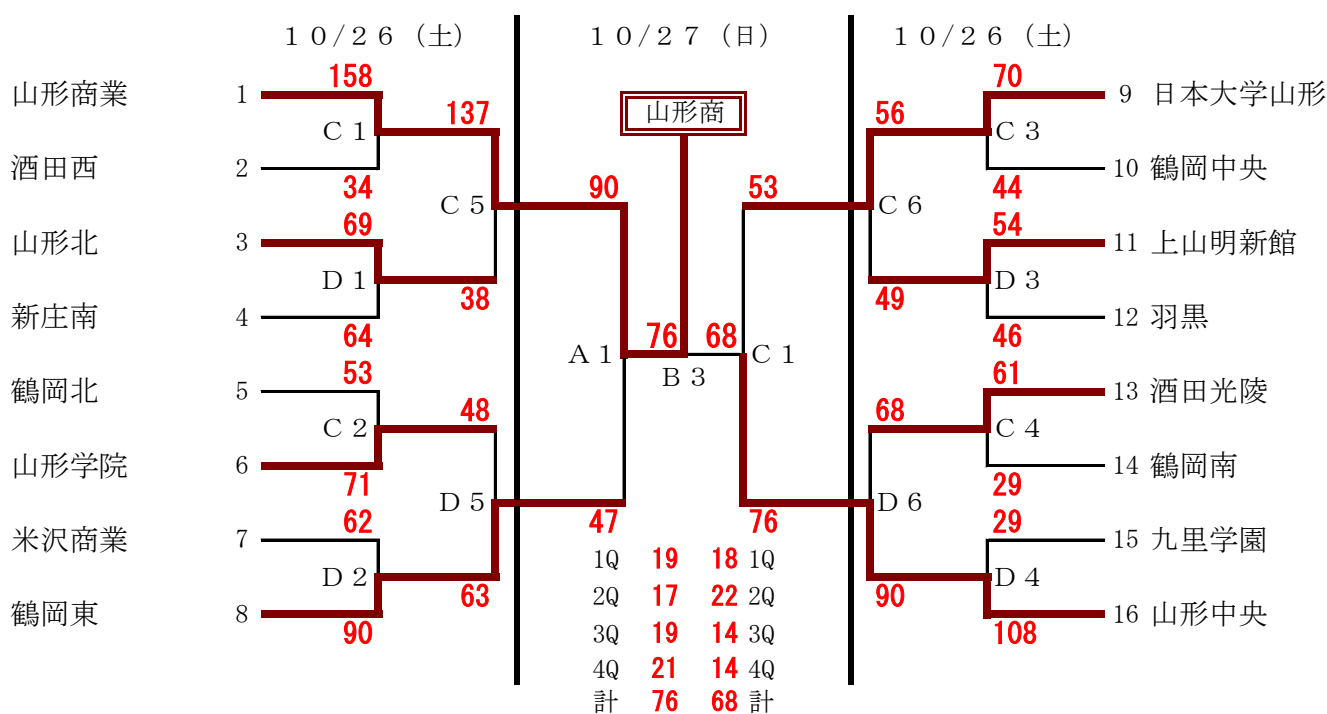 １０/２６（土）　１０/２７（日）　１０/２６（土）
158　70
山形商業　1　9　日本大学山形
137　山形商　56
Ｃ１　Ｃ３
酒田西　2　10　鶴岡中央
34　90　53　44
Ｃ５　Ｃ６
69　54
山形北　3　11　上山明新館
Ｄ１　Ｄ３
38　49
新庄南　4　12　羽黒
64　76　68　46
Ａ１　Ｂ３　Ｃ１
53　61
鶴岡北　5　13　酒田光陵
48　68
Ｃ２　Ｃ４
山形学院　6　14　鶴岡南
71　29
Ｄ５　Ｄ６
62　47　76　29
米沢商業　7　15　九里学園
1Q　19　18　1Q
Ｄ２　Ｄ４
63　2Q　17　22　2Q　90
鶴岡東　8　16　山形中央
90　3Q　19　14　3Q　108
4Q　21　14　4Q
計　76　68　計